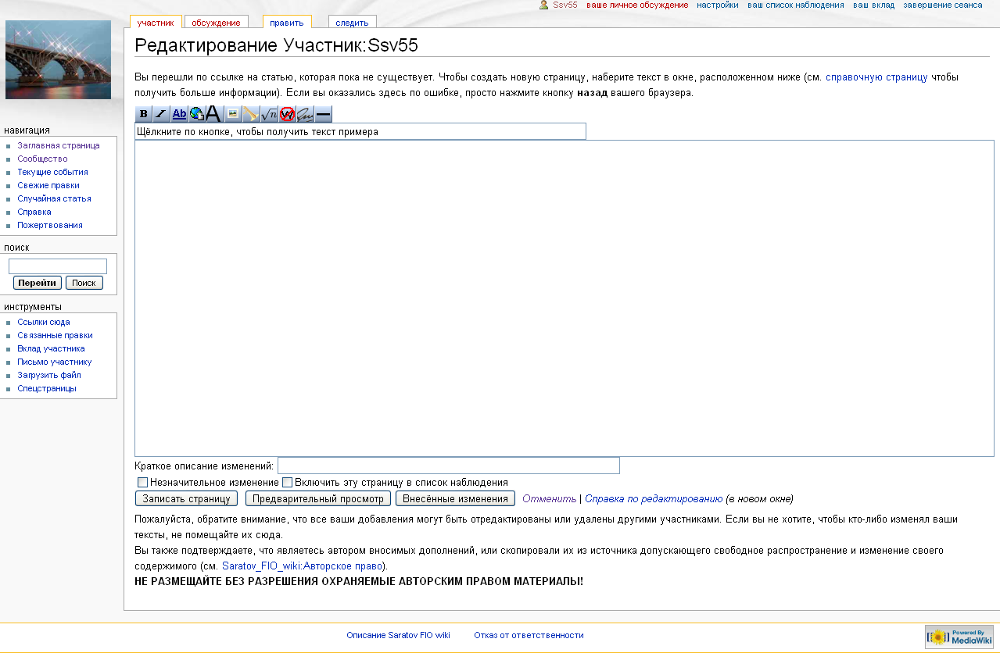 Ssv55 ваше личное обсуждение настройки ваш список наблюдения ваш вклад завершение сеанса
участник обсуждение править следить
Редактирование Участник:Ssv55
Вы перешли по ссылке на статью, которая пока не существует. Чтобы создать новую страницу, наберите текст в окне, расположенном ниже (см. справочную страницу чтобы
получить больше информации). Если вы оказались здесь по ошибке, просто нажмите кнопку назад вашего браузера.
B I Ab A √n W
Щёлкните по кнопке, чтобы получить текст примера
навигация
Заглавная страница
Сообщество
Текущие события
Свежие правки
Случайная статья
Справка
Пожертвования
поиск
Перейти Поиск
инструменты
Ссылки сюда
Связанные правки
Вклад участника
Письмо участнику
Загрузить файл
Спецстраницы
Краткое описание изменений:
Незначительное изменение Включить эту страницу в список наблюдения
Записать страницу Предварительный просмотр Внесённые изменения Отменить | Справка по редактированию (в новом окне)
Пожалуйста, обратите внимание, что все ваши добавления могут быть отредактированы или удалены другими участниками. Если вы не хотите, чтобы кто-либо изменял ваши
тексты, не помещайте их сюда.
Вы также подтверждаете, что являетесь автором вносимых дополнений, или скопировали их из источника допускающего свободное распространение и изменение своего
содержимого (см. Saratov_FIO_wiki:Авторское право).
НЕ РАЗМЕЩАЙТЕ БЕЗ РАЗРЕШЕНИЯ ОХРАНЯЕМЫЕ АВТОРСКИМ ПРАВОМ МАТЕРИАЛЫ!
Описание Saratov FIO wiki Отказ от ответственности
Powered By
MediaWiki